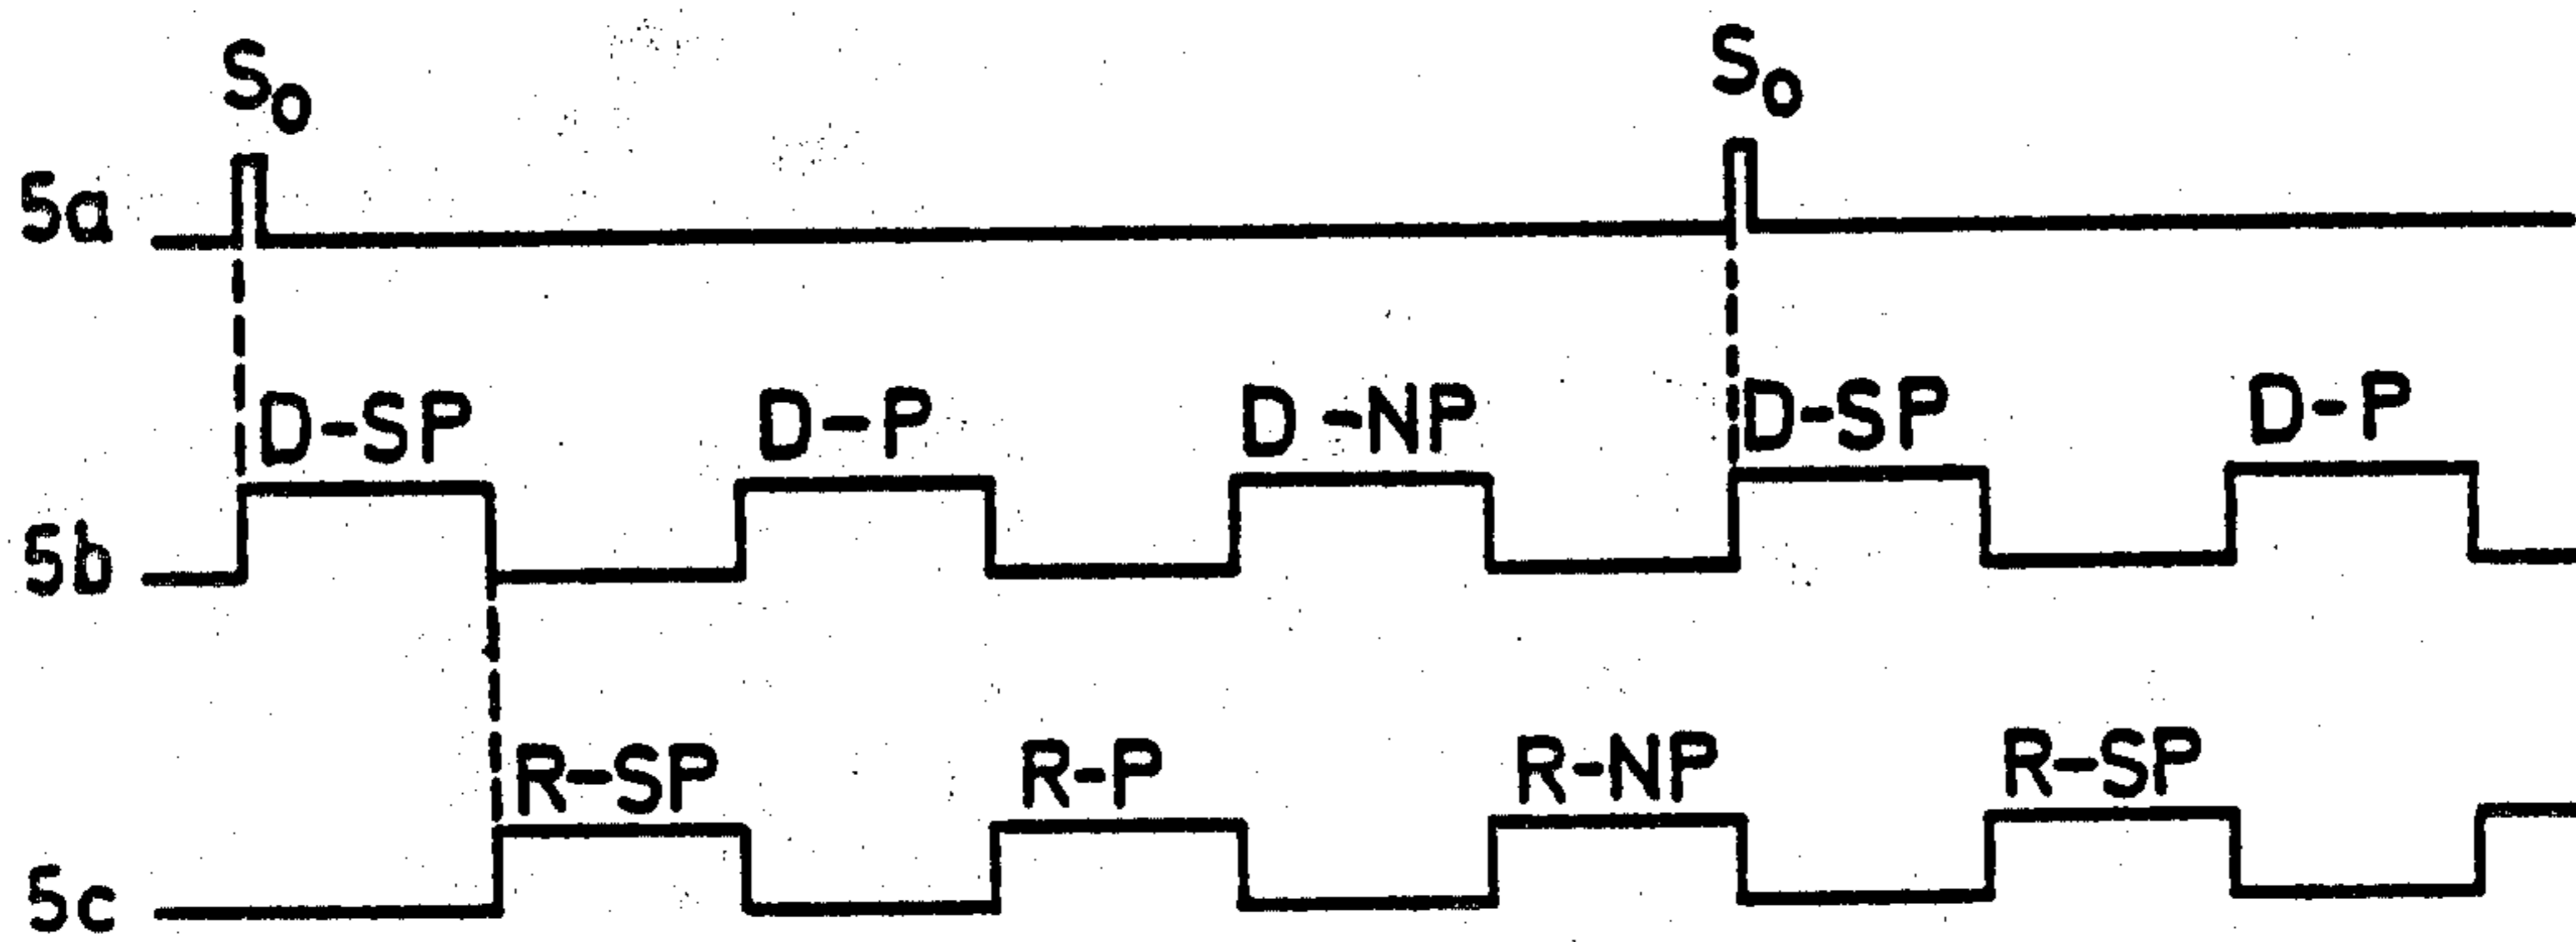 S₀ S₀
5a
D-SP D-P D-NP D-SP D-P
5b
R-SP R-P R-NP R-SP
5c